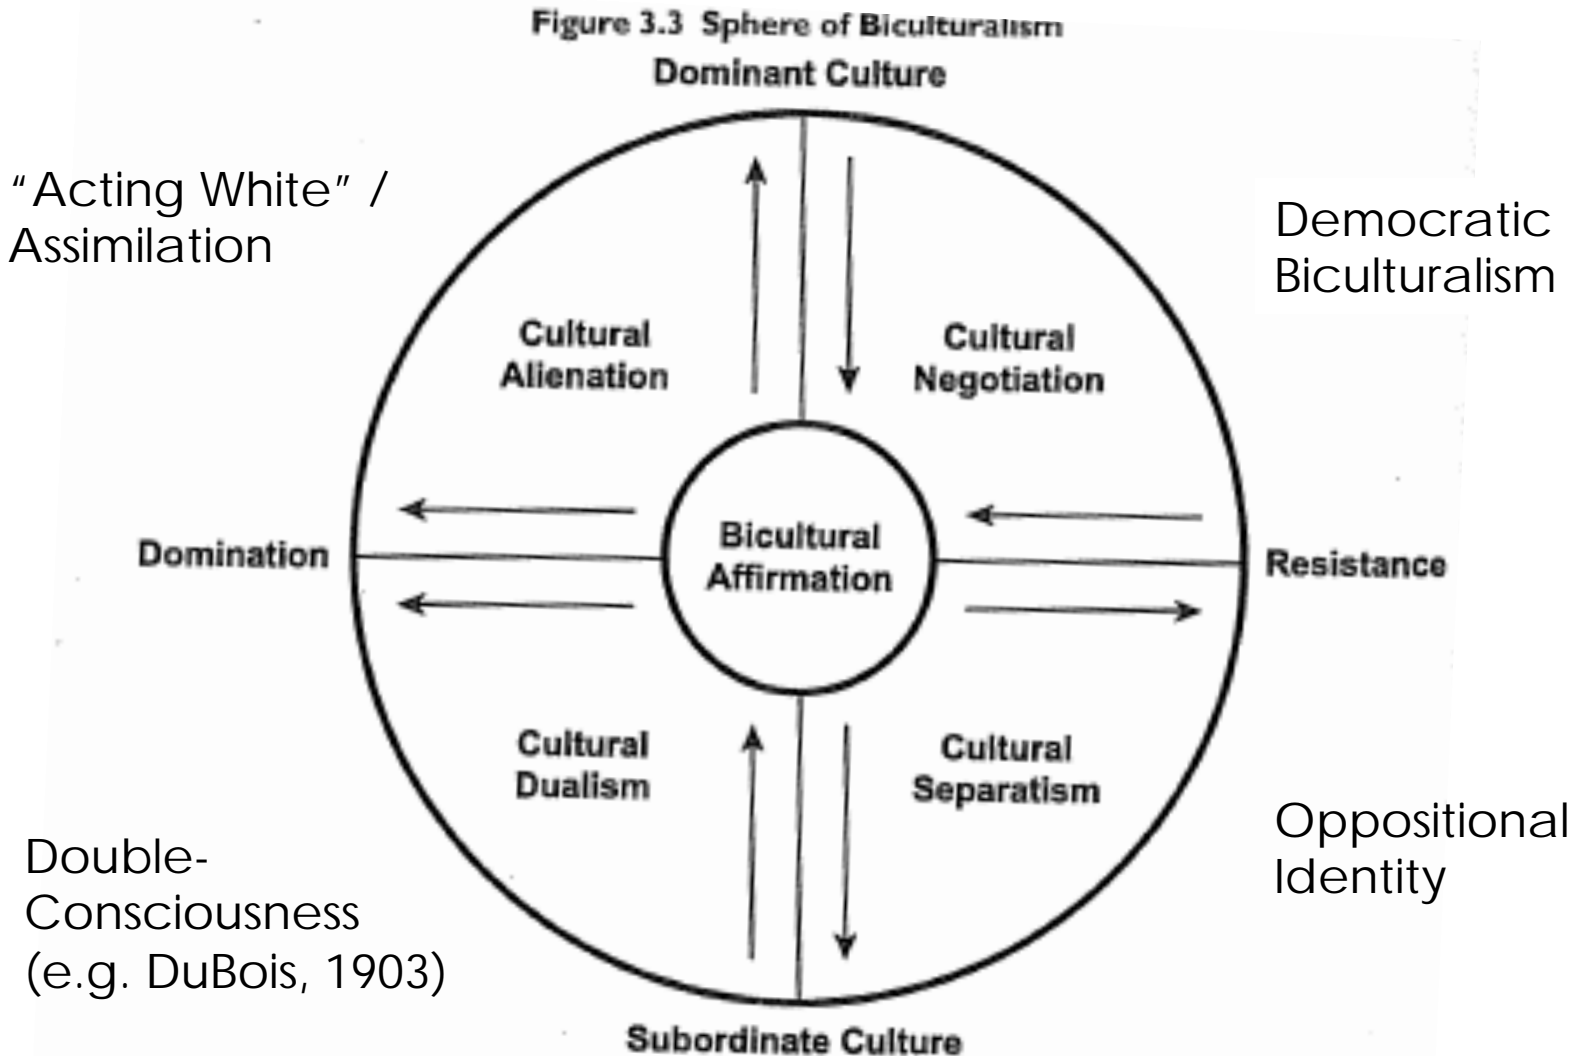 Figure 3.3 Sphere of Biculturalism
Dominant Culture
“Acting White” /
Assimilation
Democratic
Biculturalism
Cultural
Alienation
Cultural
Negotiation
Domination
Bicultural
Affirmation
Resistance
Cultural
Dualism
Cultural
Separatism
Double-
Consciousness
(e.g. DuBois, 1903)
Oppositional
Identity
Subordinate Culture